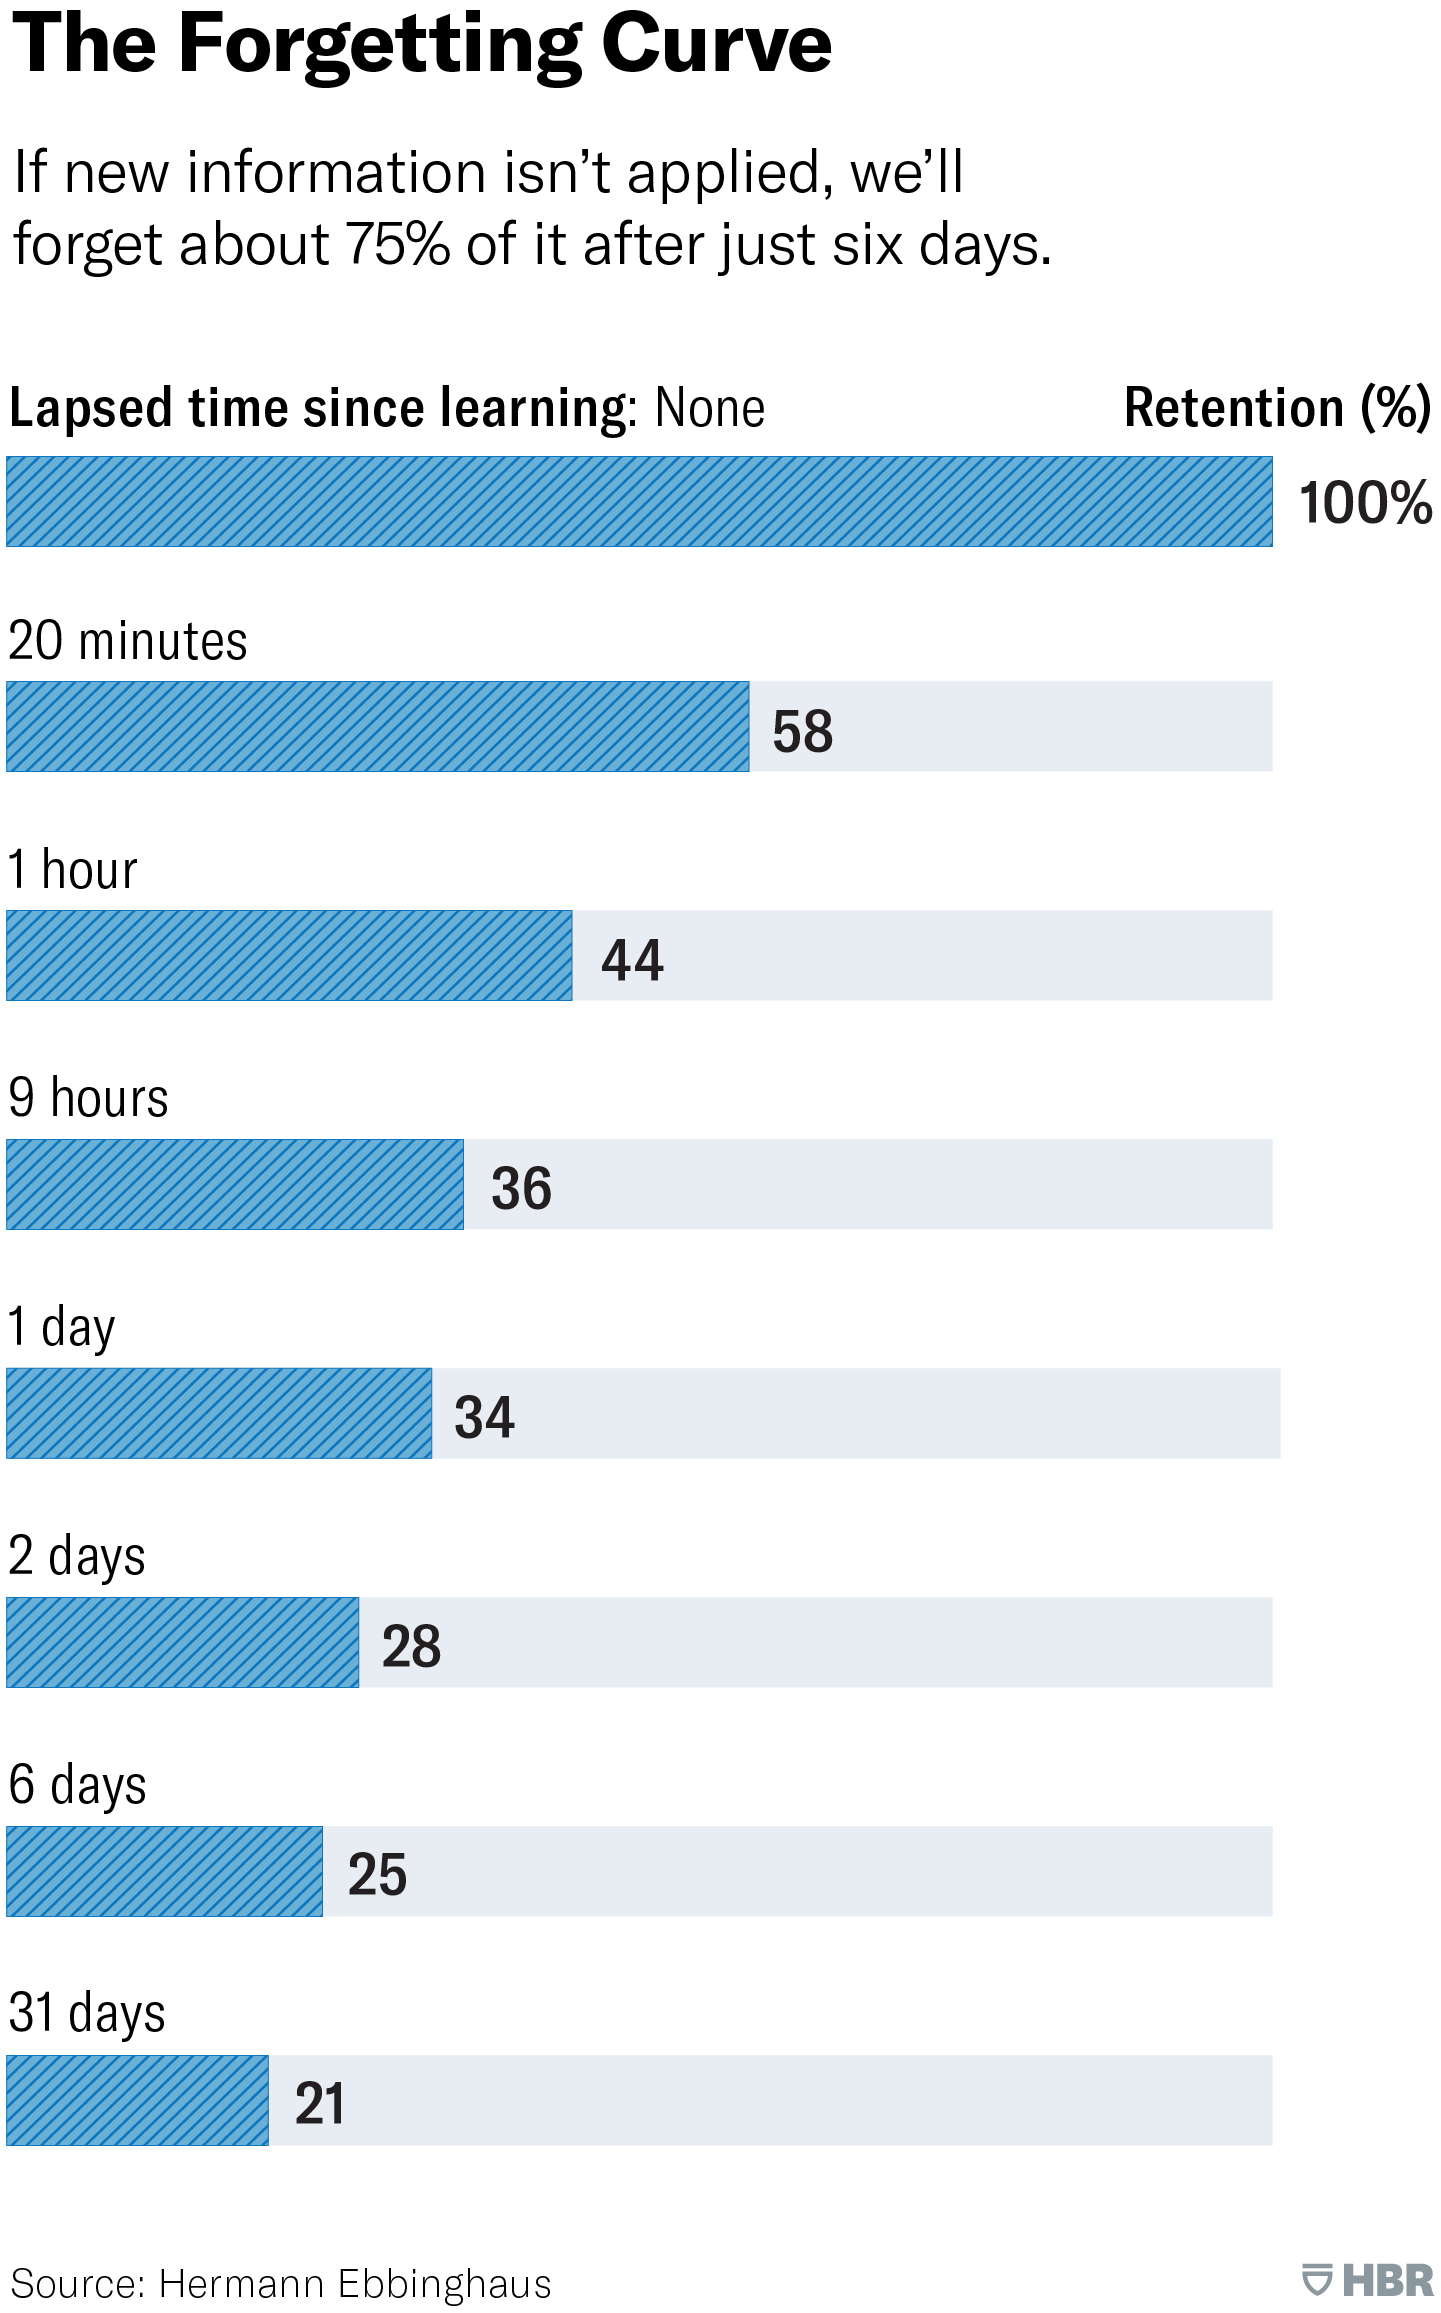 The Forgetting Curve
If new information isn’t applied, we’ll
forget about 75% of it after just six days.
Lapsed time since learning: None Retention (%)
100%
20 minutes
58
1 hour
44
9 hours
36
1 day
34
2 days
28
6 days
25
31 days
21
Source: Hermann Ebbinghaus HBR